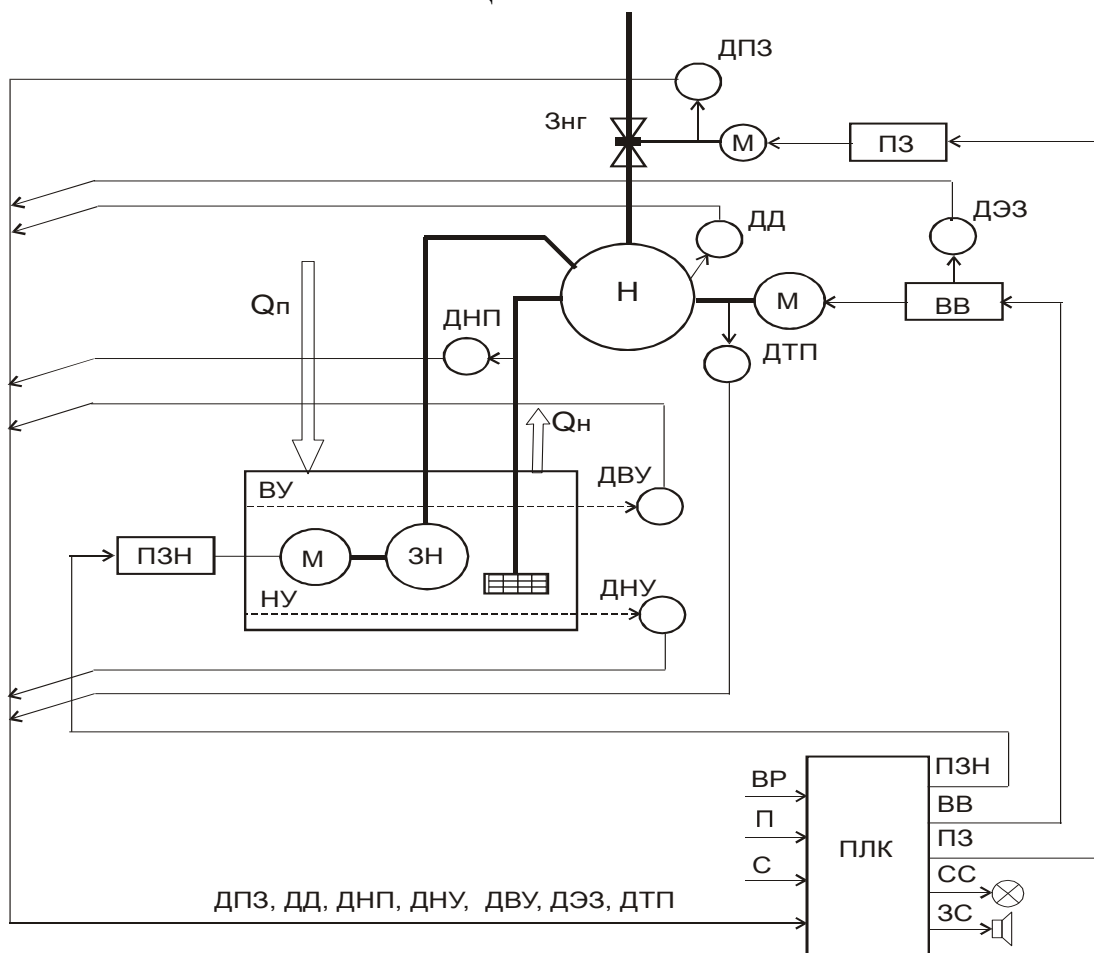 Ц
ДПЗ
Знг
М
ПЗ
ДЭЗ
ДД
Н
М
ВВ
Qп
ДНП
ДТП
Qн
ВУ
ДВУ
ПЗН
М
ЗН
НУ
ДНУ
ВР
П
С
ПЛК
ПЗН
ВВ
ПЗ
СС
ЗС
ДПЗ, ДД, ДНП, ДНУ, ДВУ, ДЭЗ, ДТП